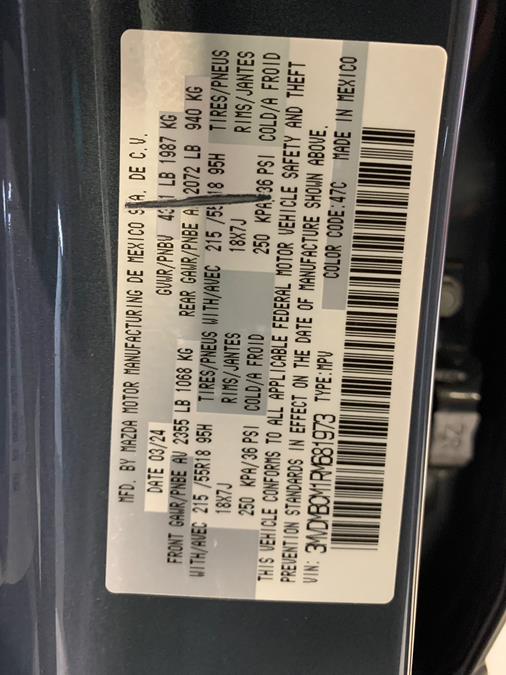 MFD. BY MAZDA MOTOR MANUFACTURING DE MEXICO S.A. DE C.V.
DATE 03/24 GVWR/PNBV LB 1987 KG
FRONT GAWR/PNBE AV 2355 LB 1068 KG REAR GAWR/PNBE AR 2072 LB 940 KG
WITH/AVEC 215 /55R18 95H TIRES/PNEUS WITH/AVEC 215 /55R18 95H TIRES/PNEUS
18X7J RIMS/JANTES 18X7J RIMS/JANTES
250 KPA/36 PSI COLD/A FROID 250 KPA/36 PSI COLD/A FROID
THIS VEHICLE CONFORMS TO ALL APPLICABLE FEDERAL MOTOR VEHICLE SAFETY AND THEFT
PREVENTION STANDARDS IN EFFECT ON THE DATE OF MANUFACTURE SHOWN ABOVE.
VIN: 3MVDMBDM1RM681973 TYPE:MPV COLOR CODE:47C MADE IN MEXICO